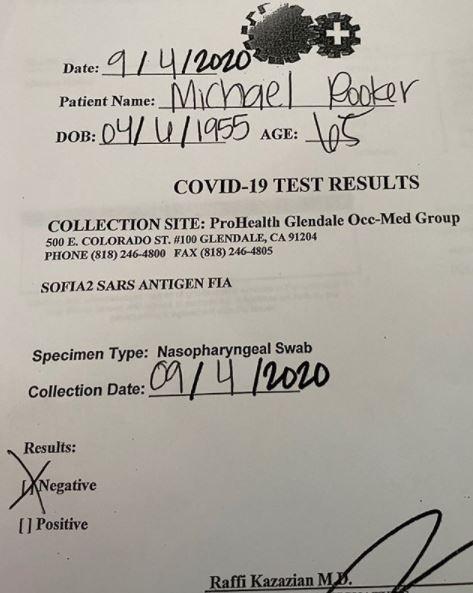 Date: 9/4/2020
Patient Name: Michael Rooker
DOB: 04/6/1955 AGE: 65
COVID-19 TEST RESULTS
COLLECTION SITE: ProHealth Glendale Occ-Med Group
500 E. COLORADO ST. #100 GLENDALE, CA 91204
PHONE (818) 246-4800 FAX (818) 246-4805
SOFIA2 SARS ANTIGEN FIA
Specimen Type: Nasopharyngeal Swab
Collection Date: 09/4/2020
Results:
[X] Negative
[ ] Positive
Raffi Kazazian M.D.